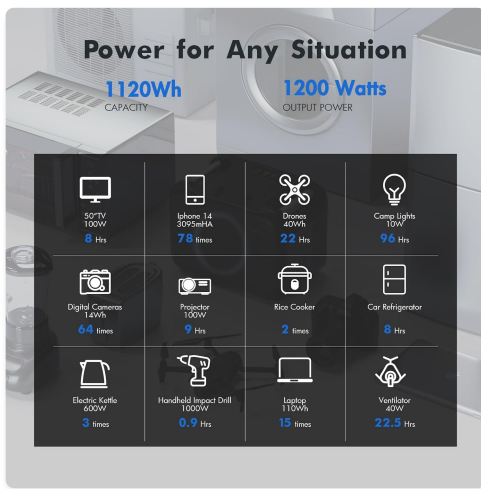 Power for Any Situation
1120Wh
CAPACITY
1200 Watts
OUTPUT POWER
50"TV
100W
8 Hrs
Iphone 14
3095mHA
78 times
Drones
40Wh
22 Hrs
Camp Lights
10W
96 Hrs
Digital Cameras
14Wh
64 times
Projector
100W
9 Hrs
Rice Cooker
2 times
Car Refrigerator
8 Hrs
Electric Kettle
600W
3 times
Handheld Impact Drill
1000W
0.9 Hrs
Laptop
110Wh
15 times
Ventilator
40W
22.5 Hrs